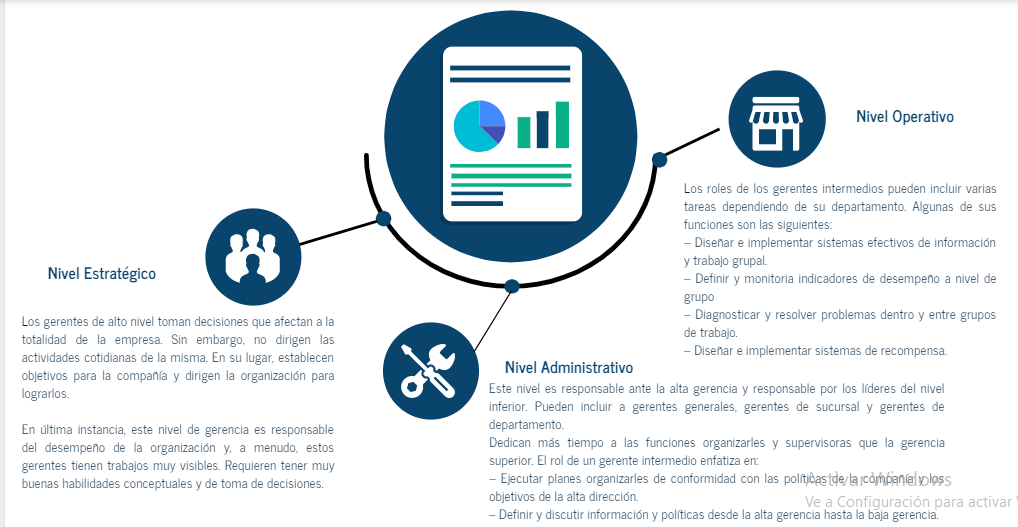 Nivel Estratégico
Los gerentes de alto nivel toman decisiones que afectan a la
totalidad de la empresa. Sin embargo, no dirigen las
actividades cotidianas de la misma. En su lugar, establecen
objetivos para la compañía y dirigen la organización para
lograrlos.
En última instancia, este nivel de gerencia es responsable
del desempeño de la organización y, a menudo, estos
gerentes tienen trabajos muy visibles. Requieren tener muy
buenas habilidades conceptuales y de toma de decisiones.
Nivel Administrativo
Este nivel es responsable ante la alta gerencia y responsable por los líderes del nivel
inferior. Pueden incluir a gerentes generales, gerentes de sucursal y gerentes de
departamento.
Dedican más tiempo a las funciones organizarles y supervisoras que la gerencia
superior. El rol de un gerente intermedio enfatiza en:
– Ejecutar planes organizarles de conformidad con las políticas de la compañía y los
objetivos de la alta dirección.
– Definir y discutir información y políticas desde la alta gerencia hasta la baja gerencia.
Nivel Operativo
Los roles de los gerentes intermedios pueden incluir varias
tareas dependiendo de su departamento. Algunas de sus
funciones son las siguientes:
– Diseñar e implementar sistemas efectivos de información
y trabajo grupal.
– Definir y monitoria indicadores de desempeño a nivel de
grupo
– Diagnosticar y resolver problemas dentro y entre grupos
de trabajo.
– Diseñar e implementar sistemas de recompensa.
Activar Windows
Ve a Configuración para activar